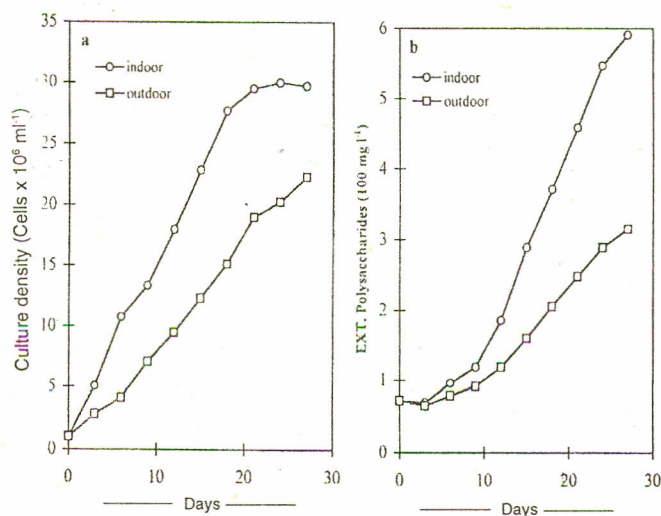 a
indoor
outdoor
Culture density (Cells x 10⁶ ml⁻¹)
35
30
25
20
15
10
5
0
0 10 20 30
Days
b
indoor
outdoor
EXT. Polysaccharides (100 mg l⁻¹)
6
5
4
3
2
1
0
0 10 20 30
Days